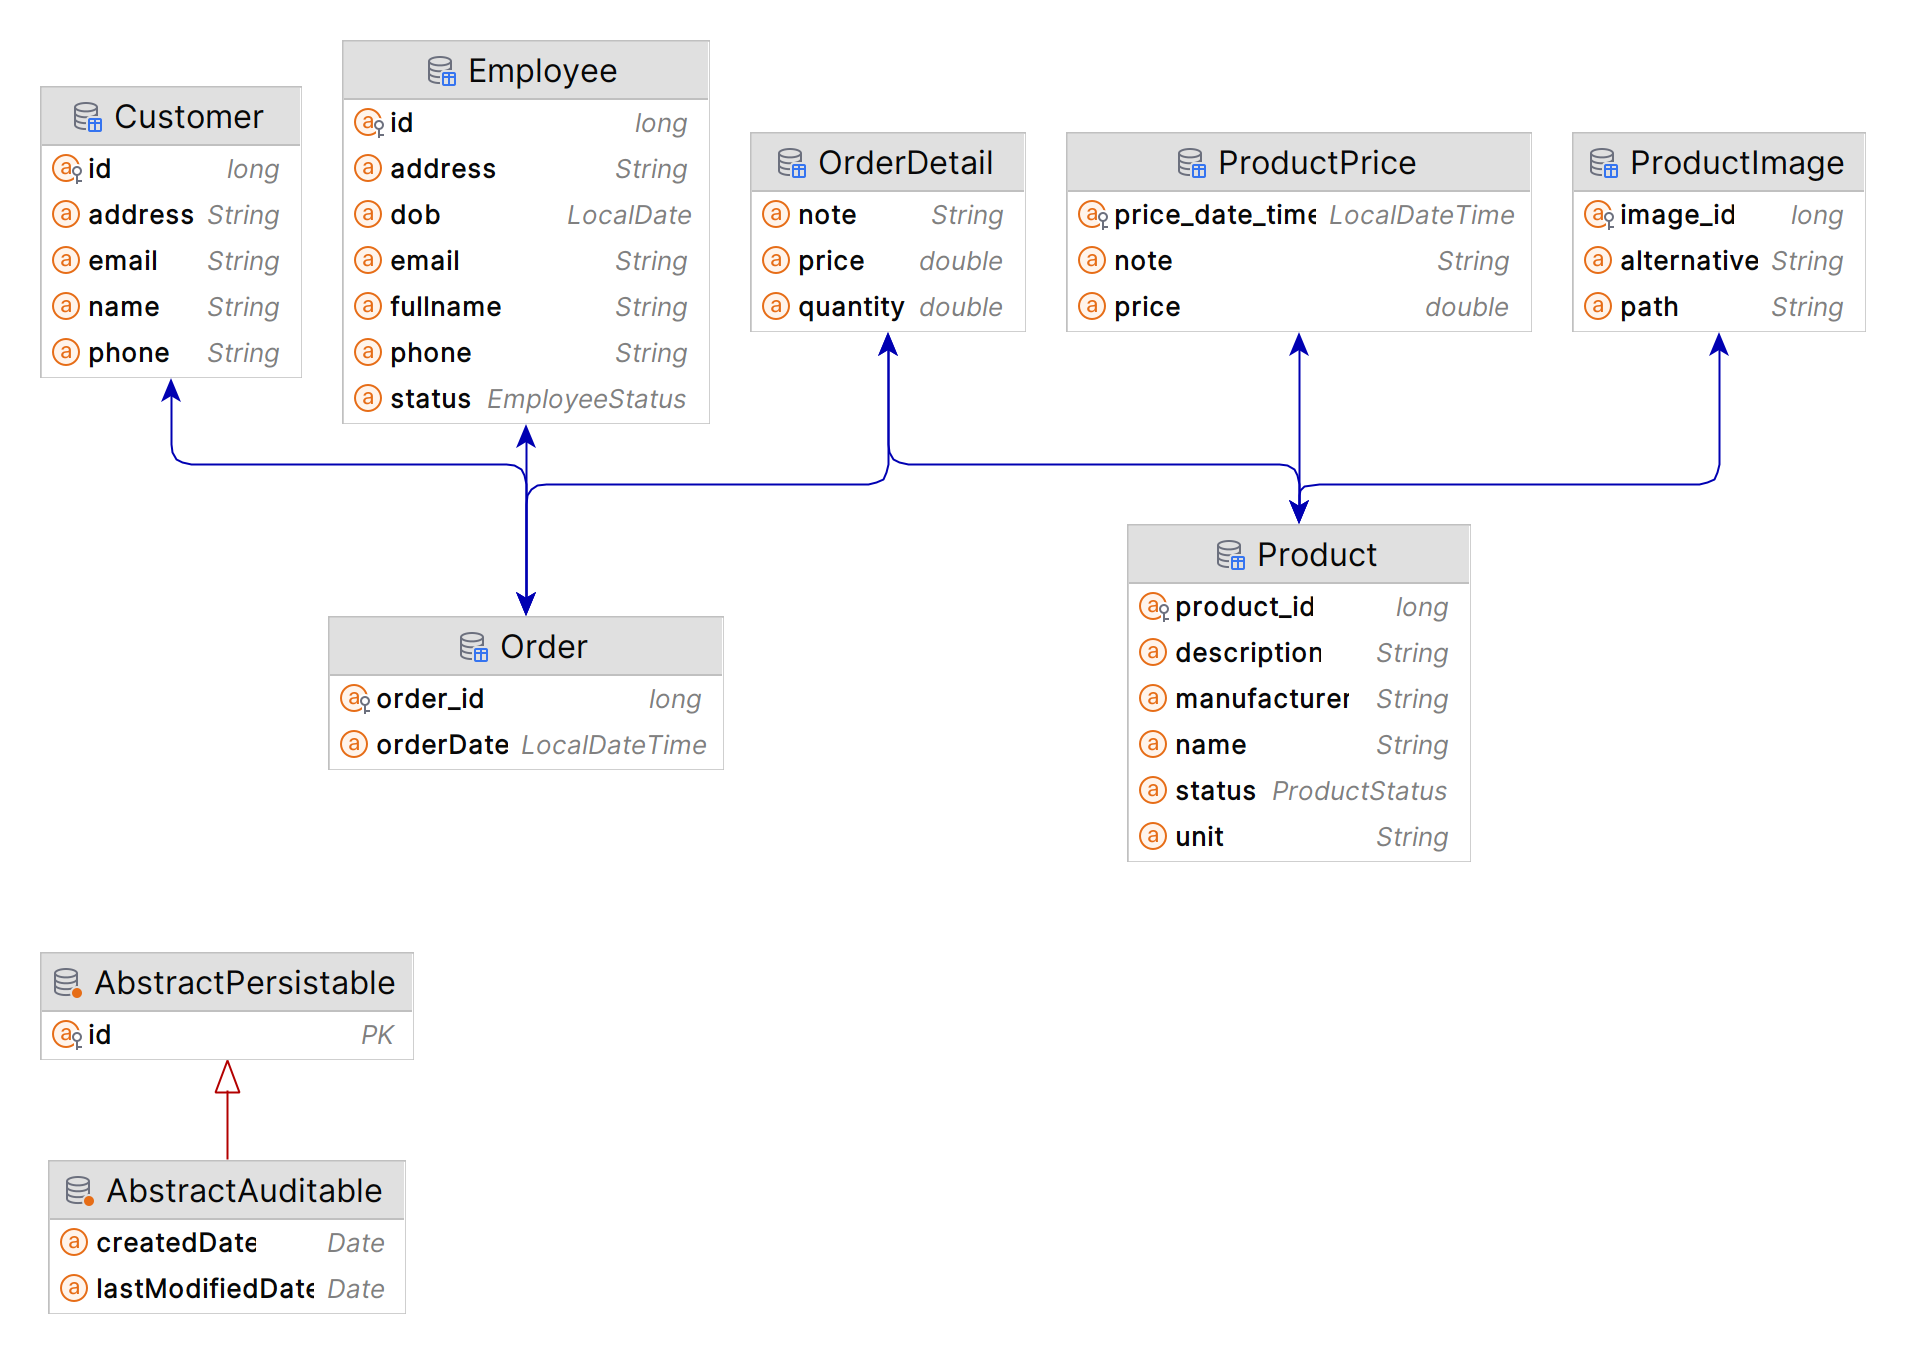 Customer
id long
address String
email String
name String
phone String
Employee
id long
address String
dob LocalDate
email String
fullname String
phone String
status EmployeeStatus
OrderDetail
note String
price double
quantity double
ProductPrice
price_date_time LocalDateTime
note String
price double
ProductImage
image_id long
alternative String
path String
Order
order_id long
orderDate LocalDateTime
Product
product_id long
description String
manufacturer String
name String
status ProductStatus
unit String
AbstractPersistable
id PK
AbstractAuditable
createdDate Date
lastModifiedDate Date